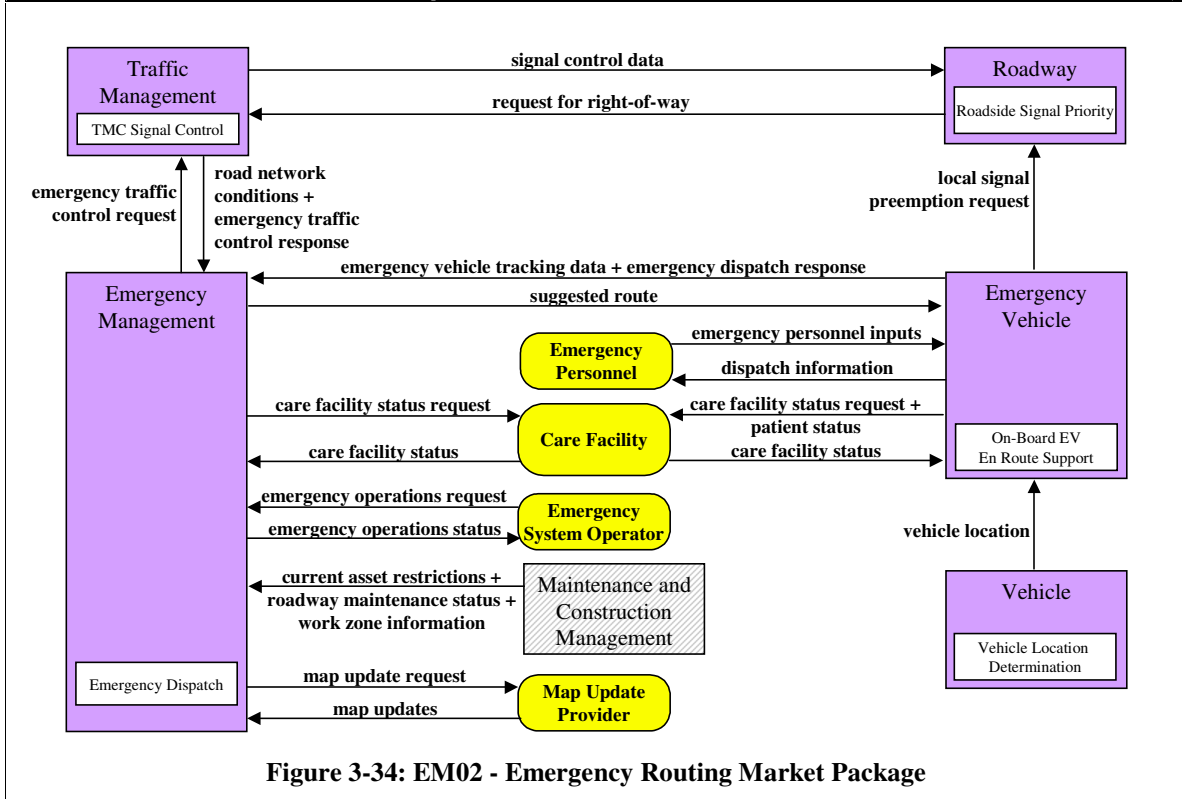 Traffic
Management
TMC Signal Control
signal control data
request for right-of-way
Roadway
Roadside Signal Priority
emergency traffic
control request
road network
conditions +
emergency traffic
control response
local signal
preemption request
Emergency
Management
emergency vehicle tracking data + emergency dispatch response
suggested route
Emergency
Vehicle
Emergency
Personnel
emergency personnel inputs
dispatch information
care facility status request
care facility status
Care Facility
care facility status request +
patient status
care facility status
On-Board EV
En Route Support
emergency operations request
emergency operations status
Emergency
System Operator
vehicle location
current asset restrictions +
roadway maintenance status +
work zone information
Maintenance and
Construction
Management
Vehicle
Vehicle Location
Determination
Emergency Dispatch
map update request
map updates
Map Update
Provider
Figure 3-34: EM02 - Emergency Routing Market Package